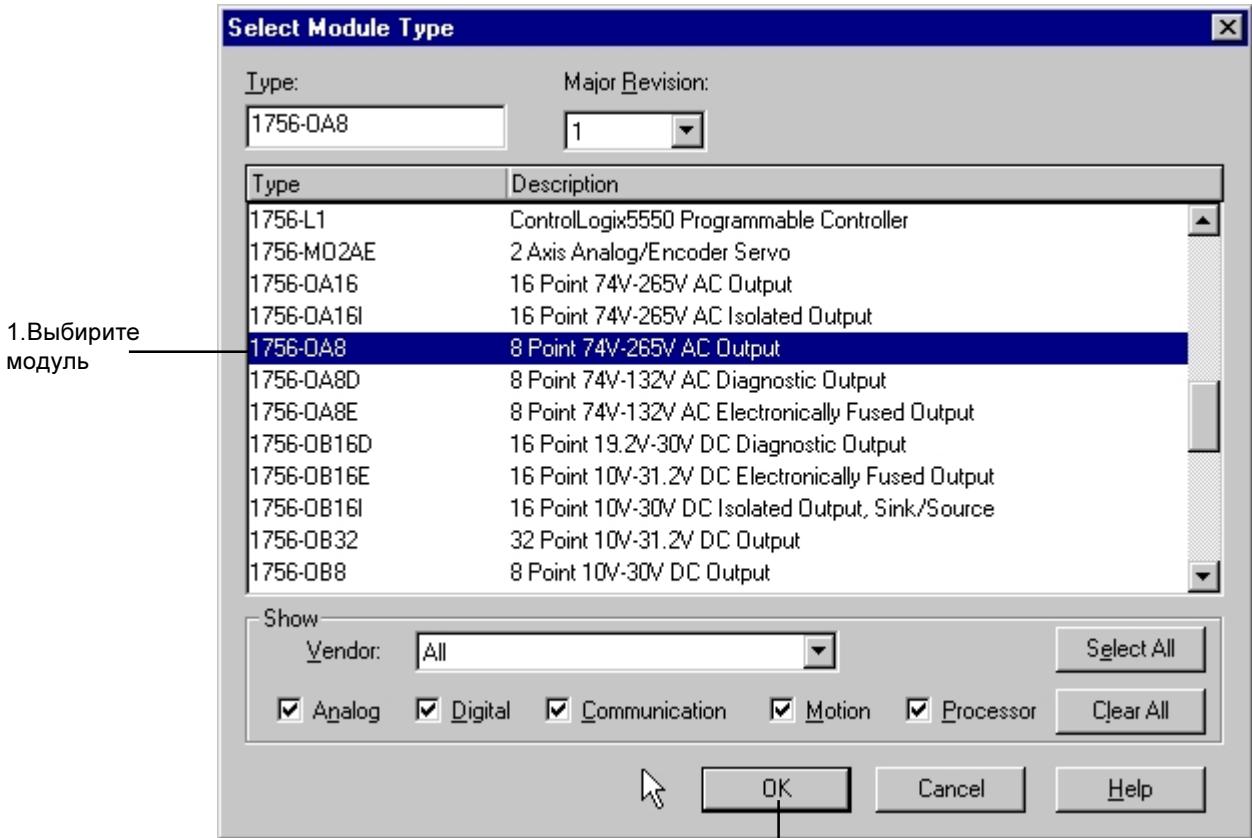 Select Module Type
Type:
Major Revision:
1756-OA8
1
Type Description
1756-L1 ControlLogix5550 Programmable Controller
1756-M02AE 2 Axis Analog/Encoder Servo
1756-OA16 16 Point 74V-265V AC Output
1756-OA16I 16 Point 74V-265V AC Isolated Output
1756-OA8 8 Point 74V-265V AC Output
1756-OA8D 8 Point 74V-132V AC Diagnostic Output
1756-OA8E 8 Point 74V-132V AC Electronically Fused Output
1756-OB16D 16 Point 19.2V-30V DC Diagnostic Output
1756-OB16E 16 Point 10V-31.2V DC Electronically Fused Output
1756-OB16I 16 Point 10V-30V DC Isolated Output, Sink/Source
1756-OB32 32 Point 10V-31.2V DC Output
1756-OB8 8 Point 10V-30V DC Output
1.Выбирите
модуль
Show
Vendor: All Select All
Analog Digital Communication Motion Processor Clear All
OK Cancel Help